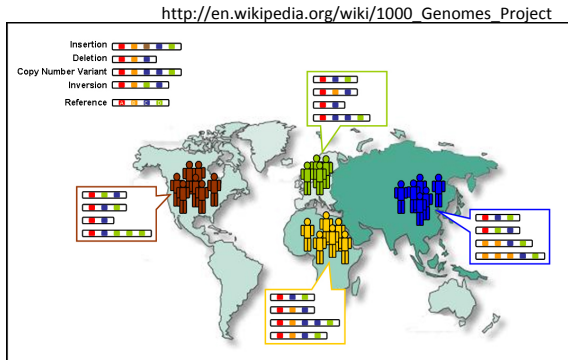 http://en.wikipedia.org/wiki/1000_Genomes_Project
Insertion
Deletion
Copy Number Variant
Inversion
Reference